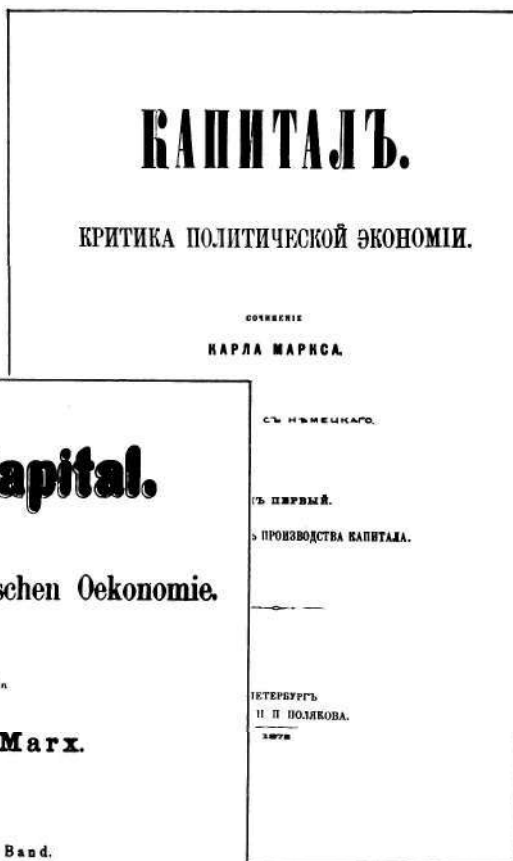 КАПИТАЛЪ.
КРИТИКА ПОЛИТИЧЕСКОЙ ЭКОНОМІИ.
СОЧИНЕНІЕ
КАРЛА МАРКСА.
СЪ НѢМЕЦКАГО.
ПЕРВЫЙ.
ПРОИЗВОДСТВА КАПИТАЛА.
ПЕТЕРБУРГЪ
Н П ПОЛЯКОВА.
1872
apital.
schen Oekonomie.
Marx.
Band.